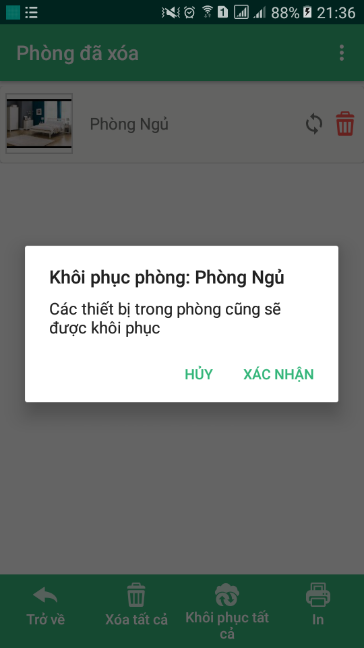 88% 21:36
Phòng đã xóa
Phòng Ngủ
Khôi phục phòng: Phòng Ngủ
Các thiết bị trong phòng cũng sẽ
được khôi phục
HỦY XÁC NHẬN
Trở về
Xóa tất cả
Khôi phục tất
cả
In